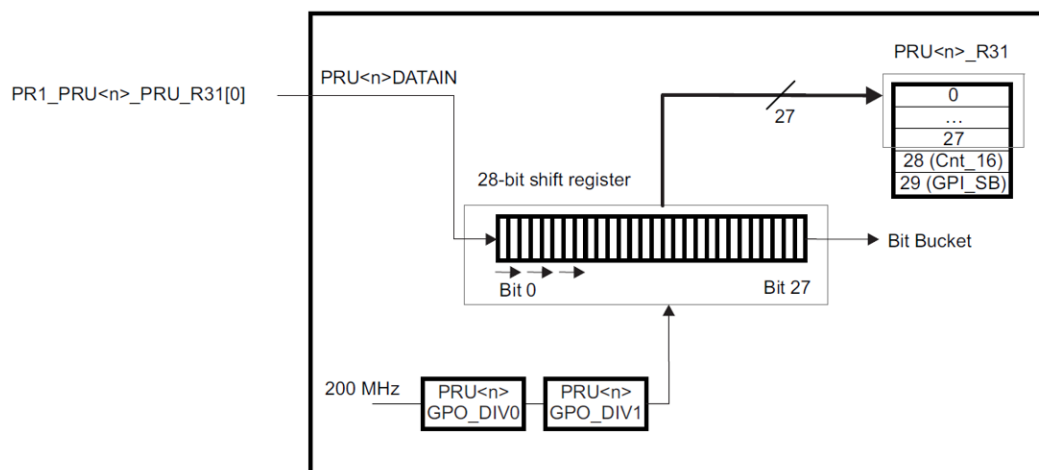 PRU<n>_R31
PRU<n>DATAIN
PR1_PRU<n>_PRU_R31[0]
0
...
27
28 (Cnt_16)
29 (GPI_SB)
27
28-bit shift register
Bit Bucket
Bit 0
Bit 27
200 MHz
PRU<n>
GPO_DIV0
PRU<n>
GPO_DIV1